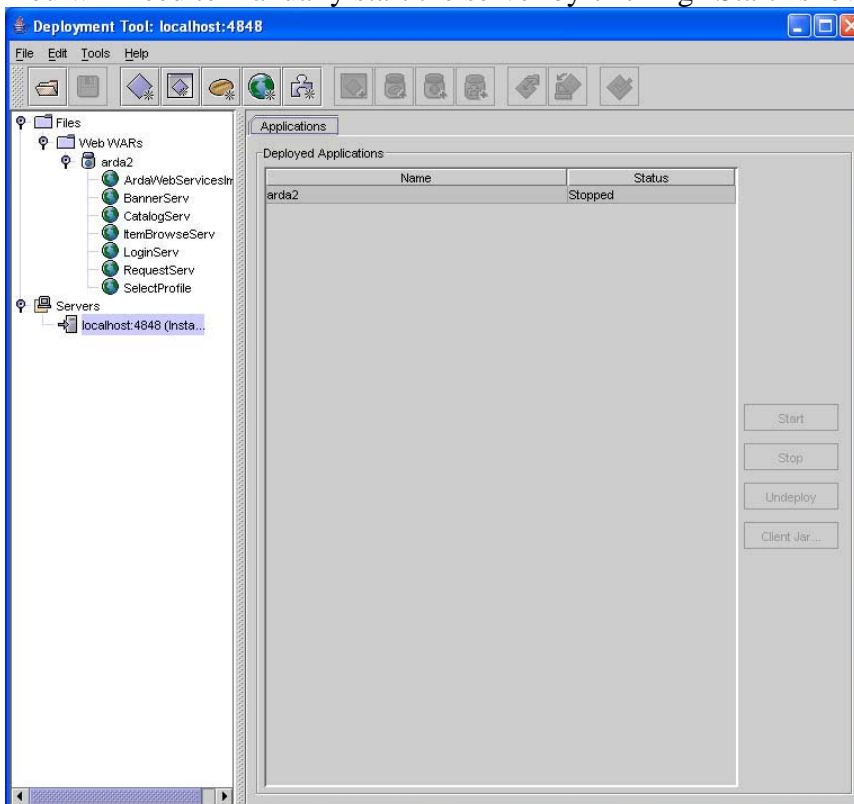 Deployment Tool: localhost:4848
File Edit Tools Help
Files
Web WARs
arda2
ArdaWebServicesIm
BannerServ
CatalogServ
ItemBrowseServ
LoginServ
RequestServ
SelectProfile
Servers
localhost:4848 (Insta...
Applications
Deployed Applications
Name Status
arda2 Stopped
Start
Stop
Undeploy
Client Jar...